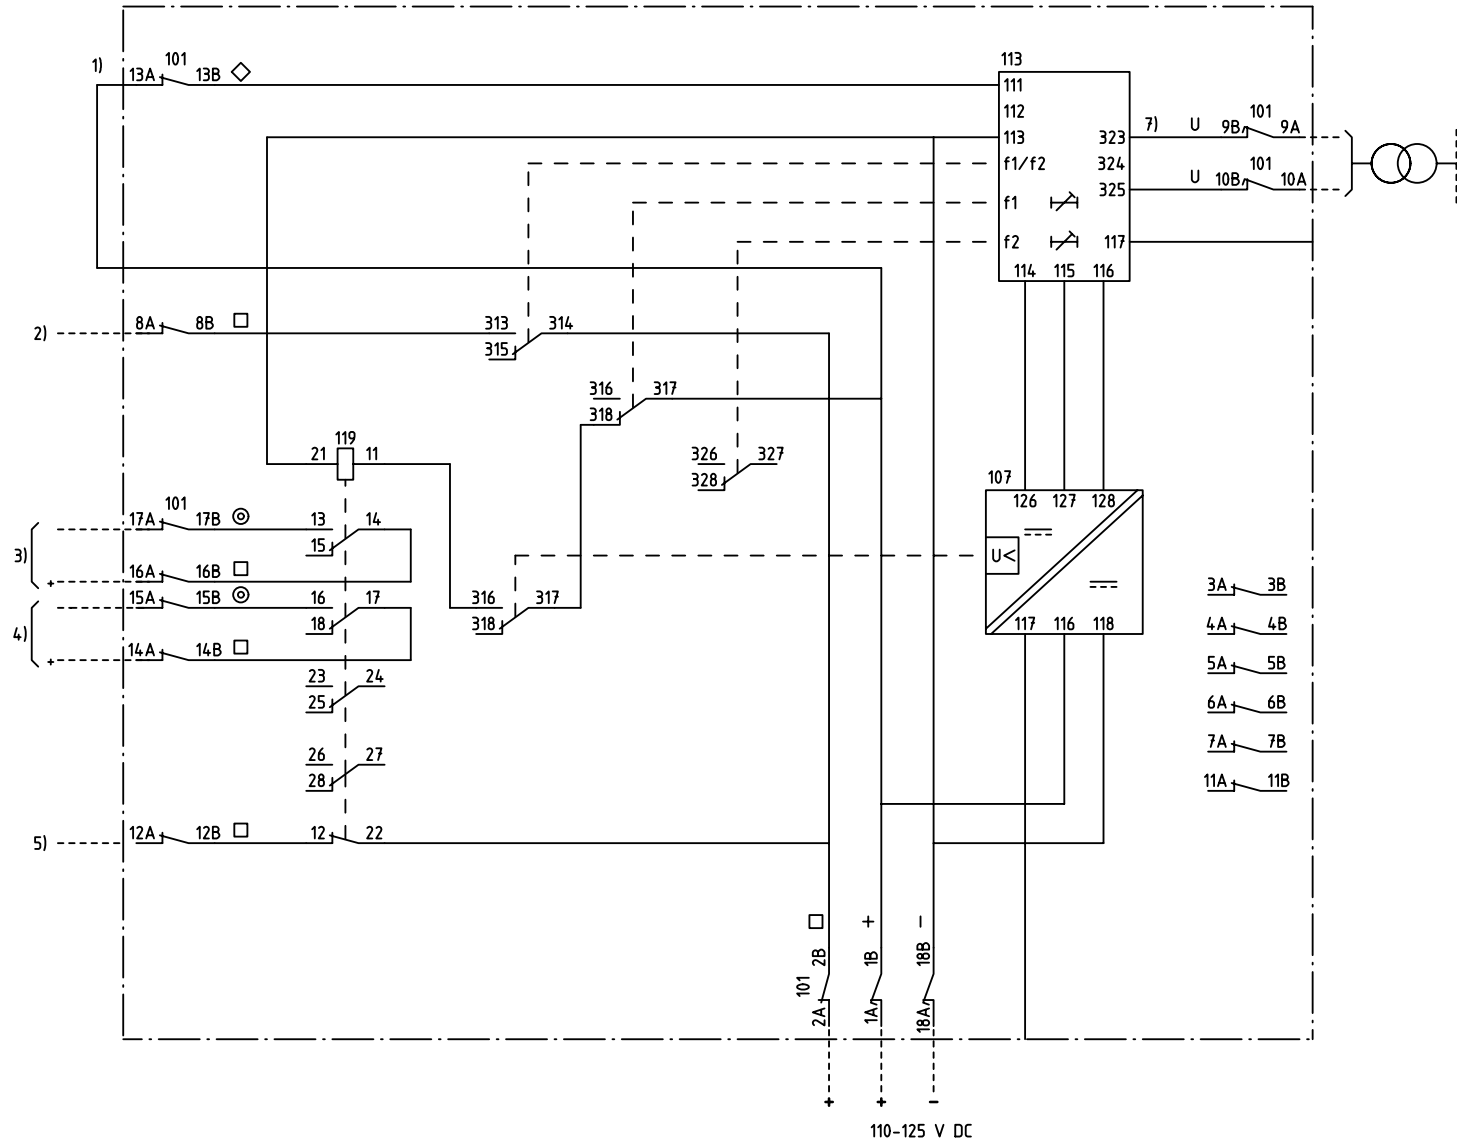 113
1) 13A 101 13B 111
112
113 323 7) U 9B 101 9A
f1/f2 324
U 10B 101 10A
325
f1
f2 117
114 115 116
2) 8A 8B 313 314
315
316 317
318
119
21 11 326 327
328
107
126 127 128
101
17A 17B 13 14
15
3)
U<
+ 16A 16B
15A 15B 16 17 316 317
3A 3B
4) 18 318 117 116 118
4A 4B
+ 14A 14B
5A 5B
23 24
25
6A 6B
7A 7B
26 27
28
11A 11B
5) 12A 12B 12 22
+ -
2B 1B 18B
101
2A 1A 18A
+ + -
110-125 V DC